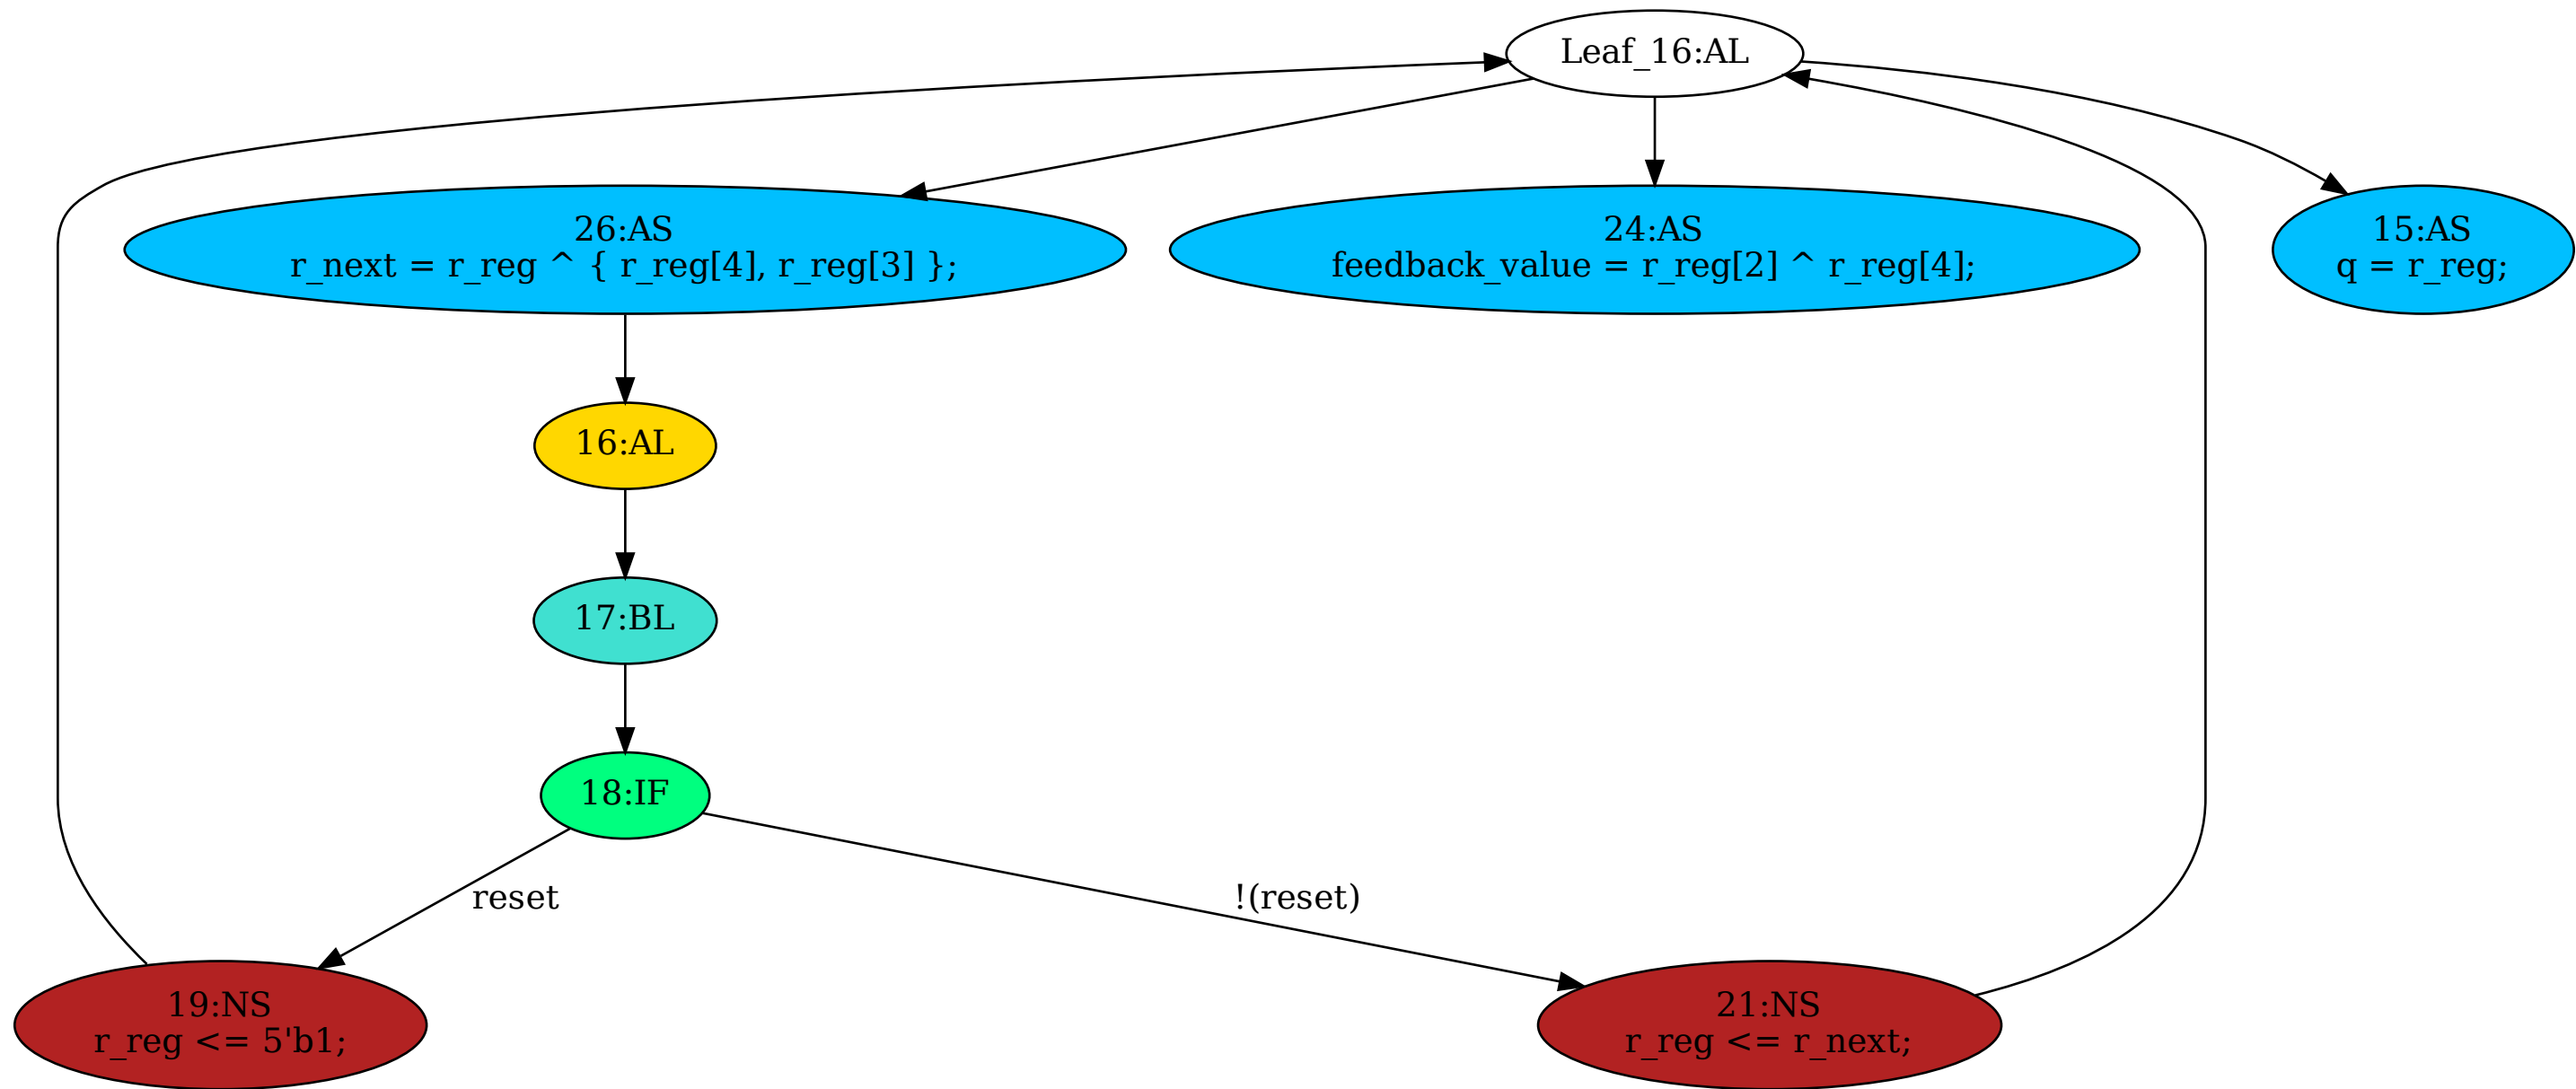 Leaf_16:AL
26:AS
r_next = r_reg ^ { r_reg[4], r_reg[3] };
24:AS
feedback_value = r_reg[2] ^ r_reg[4];
15:AS
q = r_reg;
16:AL
17:BL
18:IF
reset
!(reset)
19:NS
r_reg <= 5'b1;
21:NS
r_reg <= r_next;